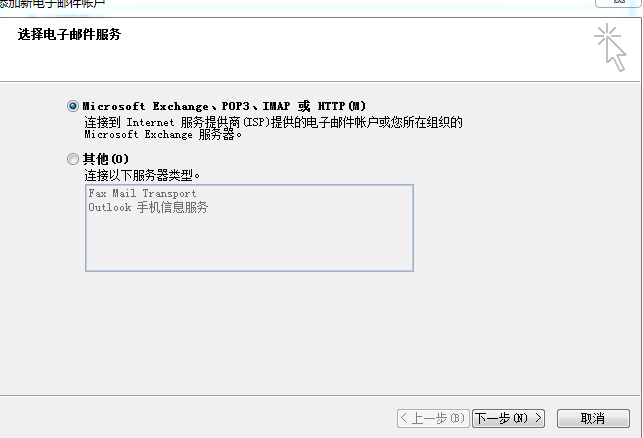 添加新电子邮件帐户
选择电子邮件服务
Microsoft Exchange、POP3、IMAP 或 HTTP(M)
连接到 Internet 服务提供商(ISP)提供的电子邮件帐户或您所在组织的
Microsoft Exchange 服务器。
其他(O)
连接以下服务器类型。
Fax Mail Transport
Outlook 手机信息服务
< 上一步(B)
下一步(N) >
取消